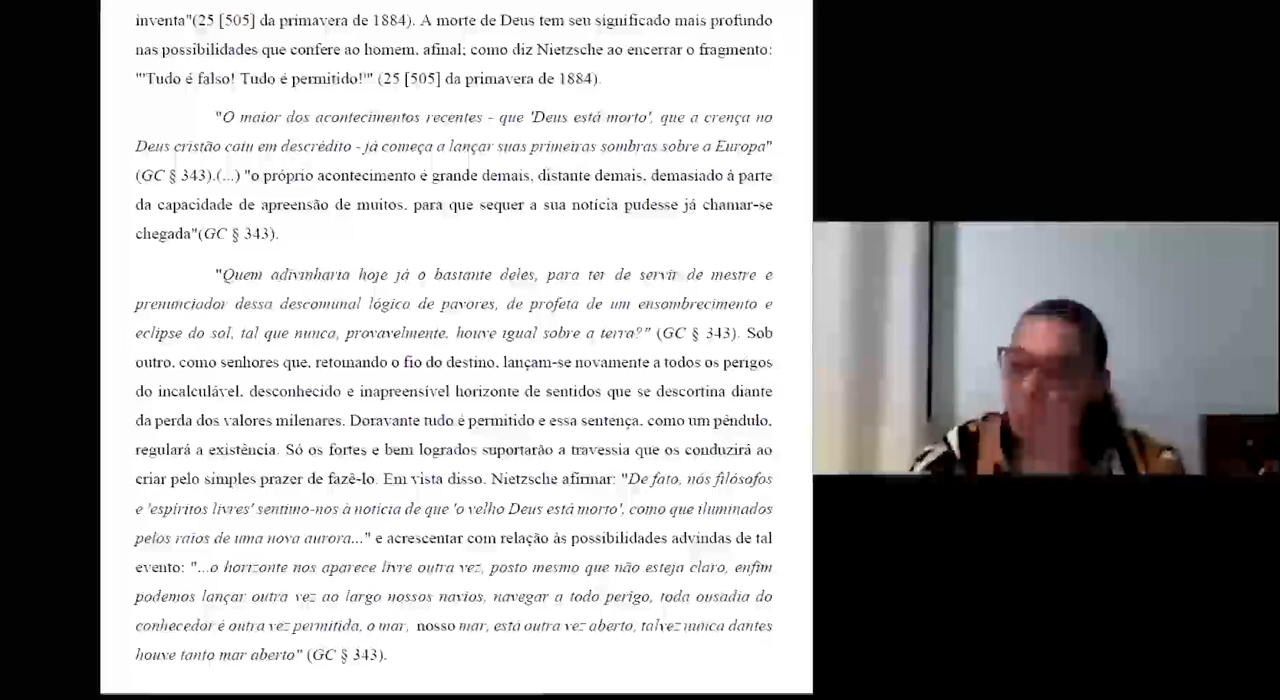 inventa"(25 [505] da primavera de 1884). A morte de Deus tem seu significado mais profundo
nas possibilidades que confere ao homem, afinal; como diz Nietzsche ao encerrar o fragmento:
"'Tudo é falso! Tudo é permitido!'" (25 [505] da primavera de 1884).
"O maior dos acontecimentos recentes - que 'Deus está morto', que a crença no
Deus cristão caiu em descrédito - já começa a lançar suas primeiras sombras sobre a Europa"
(GC § 343).(...) "o próprio acontecimento é grande demais, distante demais, demasiado à parte
da capacidade de apreensão de muitos, para que sequer a sua notícia pudesse já chamar-se
chegada"(GC § 343).
"Quem adivinharia hoje já o bastante deles, para ter de servir de mestre e
prenunciador dessa descomunal lógica de pavores, de profeta de um ensombrecimento e
eclipse do sol, tal que nunca, provavelmente, houve igual sobre a terra?" (GC § 343). Sob
outro, como senhores que, retomando o fio do destino, lançam-se novamente a todos os perigos
do incalculável, desconhecido e inapreensível horizonte de sentidos que se descortina diante
da perda dos valores milenares. Doravante tudo é permitido e essa sentença, como um pêndulo,
regulará a existência. Só os fortes e bem logrados suportarão a travessia que os conduzirá ao
criar pelo simples prazer de fazê-lo. Em vista disso, Nietzsche afirmar: "De fato, nós filósofos
e 'espíritos livres' sentimo-nos à notícia de que 'o velho Deus está morto', como que iluminados
pelos raios de uma nova aurora..." e acrescentar com relação às possibilidades advindas de tal
evento: "...o horizonte nos aparece livre outra vez, posto mesmo que não esteja claro, enfim
podemos lançar outra vez ao largo nossos navios, navegar a todo perigo, toda ousadia do
conhecedor é outra vez permitida, o mar, nosso mar, está outra vez aberto, talvez nunca dantes
houve tanto mar aberto" (GC § 343).